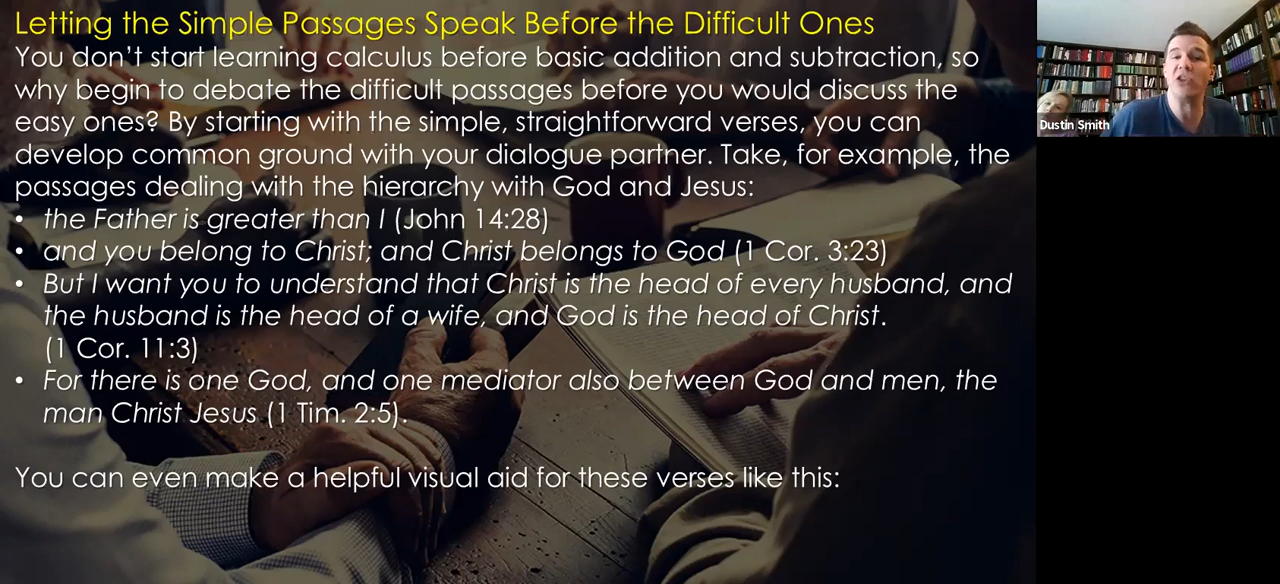 Letting the Simple Passages Speak Before the Difficult Ones
You don’t start learning calculus before basic addition and subtraction, so
why begin to debate the difficult passages before you would discuss the
easy ones? By starting with the simple, straightforward verses, you can
develop common ground with your dialogue partner. Take, for example, the
passages dealing with the hierarchy with God and Jesus:
• the Father is greater than I (John 14:28)
• and you belong to Christ; and Christ belongs to God (1 Cor. 3:23)
• But I want you to understand that Christ is the head of every husband, and
the husband is the head of a wife, and God is the head of Christ.
(1 Cor. 11:3)
• For there is one God, and one mediator also between God and men, the
man Christ Jesus (1 Tim. 2:5).
You can even make a helpful visual aid for these verses like this:
Dustin Smith